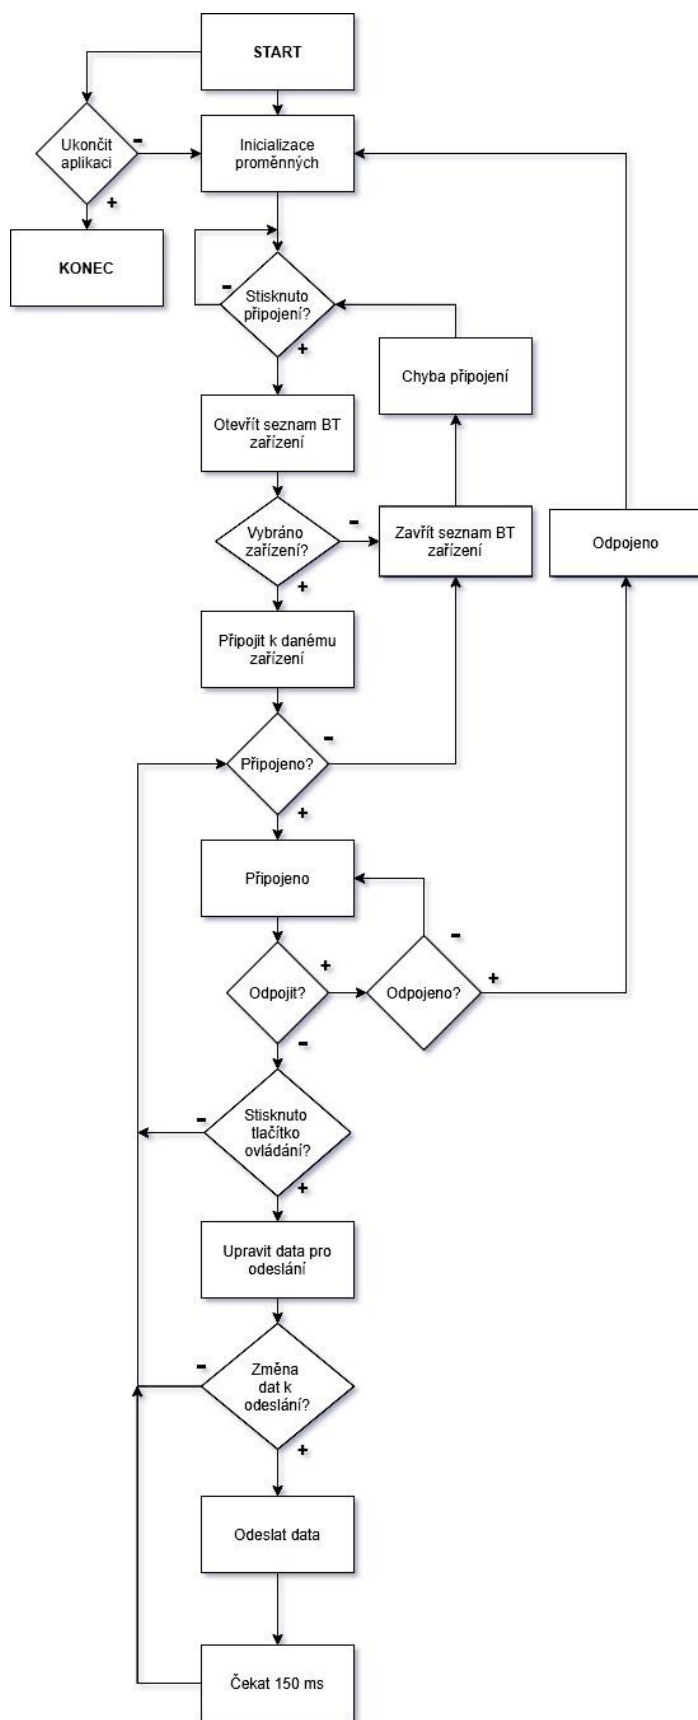 START
Ukončit
aplikaci
-
+
Inicializace
proměnných
KONEC
-
Stisknuto
připojení?
+
Chyba připojení
Otevřít seznam BT
zařízení
Vybráno
zařízení?
-
+
Zavřít seznam BT
zařízení
Odpojeno
Připojit k danému
zařízení
Připojeno?
-
+
Připojeno
Odpojit?
+
-
Odpojeno?
-
+
Stisknuto
tlačítko
ovládání?
-
+
Upravit data pro
odeslání
-
Změna
dat k
odeslání?
+
Odeslat data
Čekat 150 ms